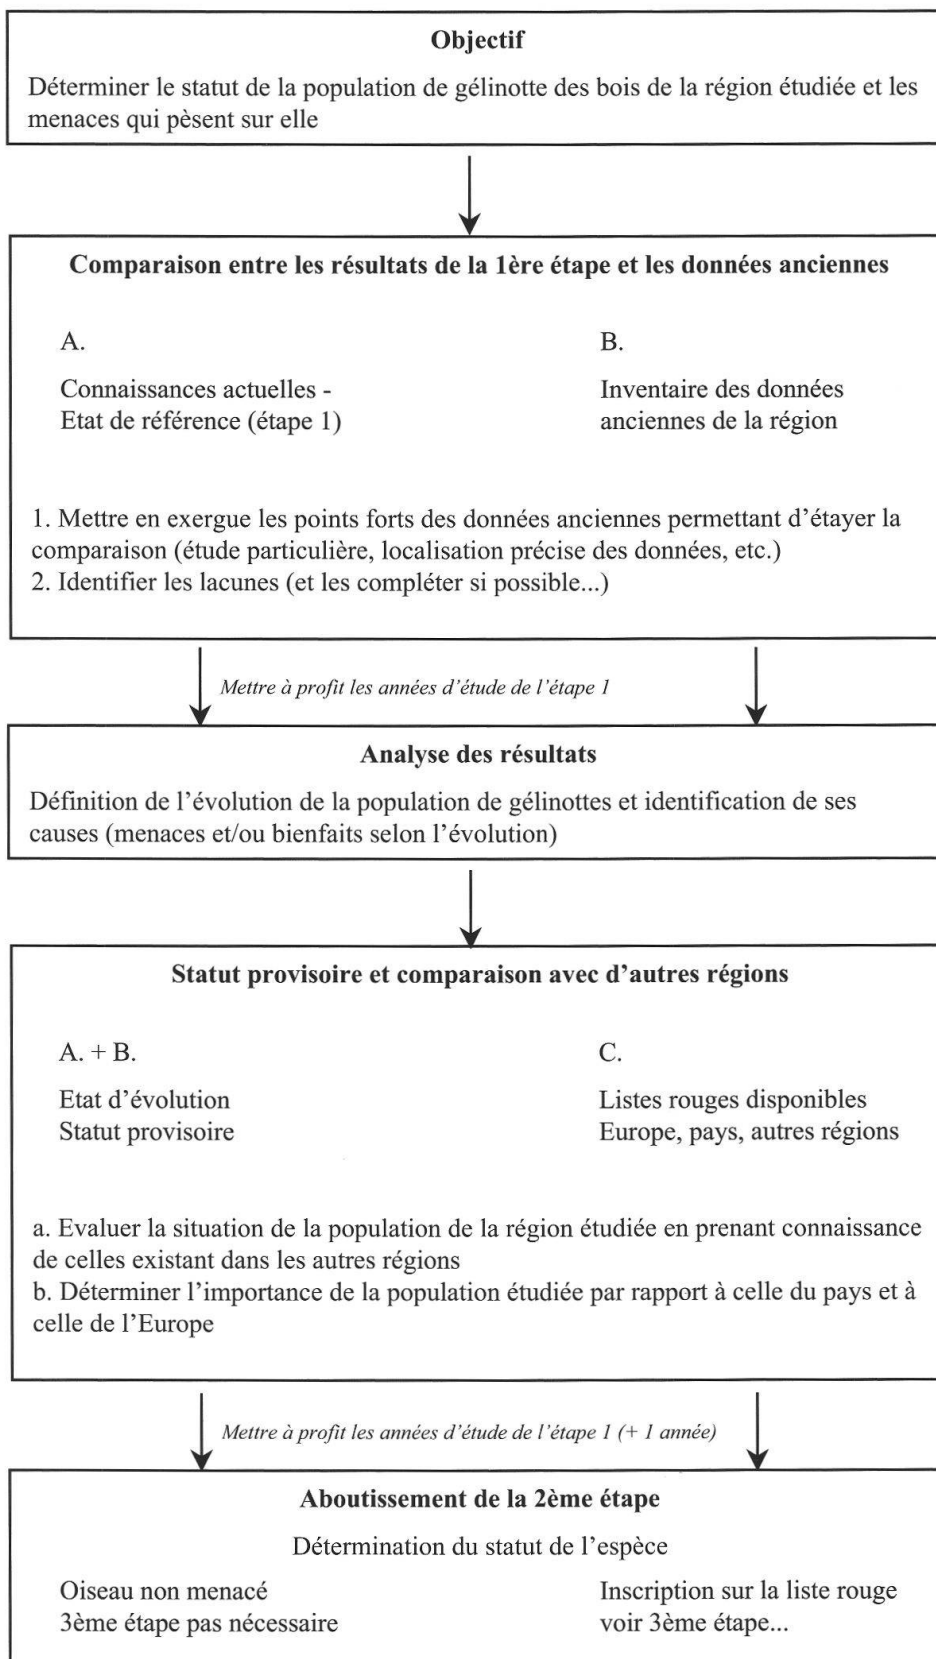 Objectif
Déterminer le statut de la population de gélinotte des bois de la région étudiée et les
menaces qui pèsent sur elle
Comparaison entre les résultats de la 1ère étape et les données anciennes
A.
Connaissances actuelles -
Etat de référence (étape 1)
B.
Inventaire des données
anciennes de la région
1. Mettre en exergue les points forts des données anciennes permettant d'étayer la
comparaison (étude particulière, localisation précise des données, etc.)
2. Identifier les lacunes (et les compléter si possible...)
Mettre à profit les années d'étude de l'étape 1
Analyse des résultats
Définition de l'évolution de la population de gélinottes et identification de ses
causes (menaces et/ou bienfaits selon l'évolution)
Statut provisoire et comparaison avec d'autres régions
A. + B.
Etat d'évolution
Statut provisoire
C.
Listes rouges disponibles
Europe, pays, autres régions
a. Evaluer la situation de la population de la région étudiée en prenant connaissance
de celles existant dans les autres régions
b. Déterminer l'importance de la population étudiée par rapport à celle du pays et à
celle de l'Europe
Mettre à profit les années d'étude de l'étape 1 (+ 1 année)
Aboutissement de la 2ème étape
Détermination du statut de l'espèce
Oiseau non menacé
3ème étape pas nécessaire
Inscription sur la liste rouge
voir 3ème étape...